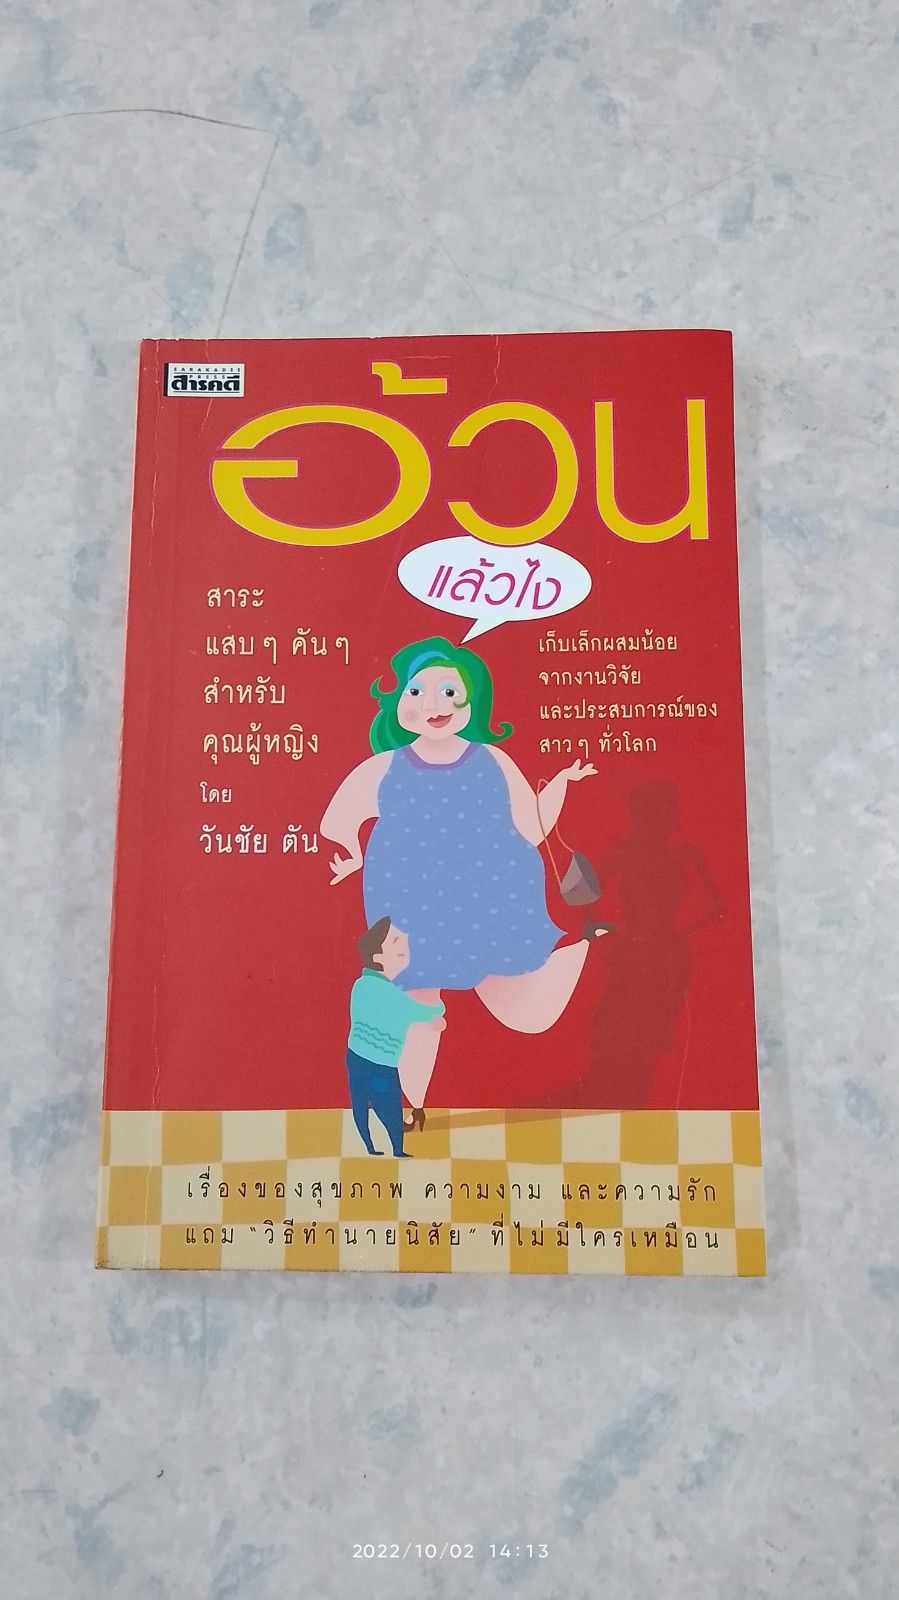 SARAKADEE
PRESS
สารคดี
อ้วน
แล้วไง
สาระ
แสบ ๆ คัน ๆ
สำหรับ
คุณผู้หญิง
โดย
วันชัย ตัน
เก็บเล็กผสมน้อย
จากงานวิจัย
และประสบการณ์ของ
สาว ๆ ทั่วโลก
เรื่องของสุขภาพ ความงาม และความรัก
แถม "วิธีทำนายนิสัย" ที่ไม่มีใครเหมือน
2022/10/02 14:13